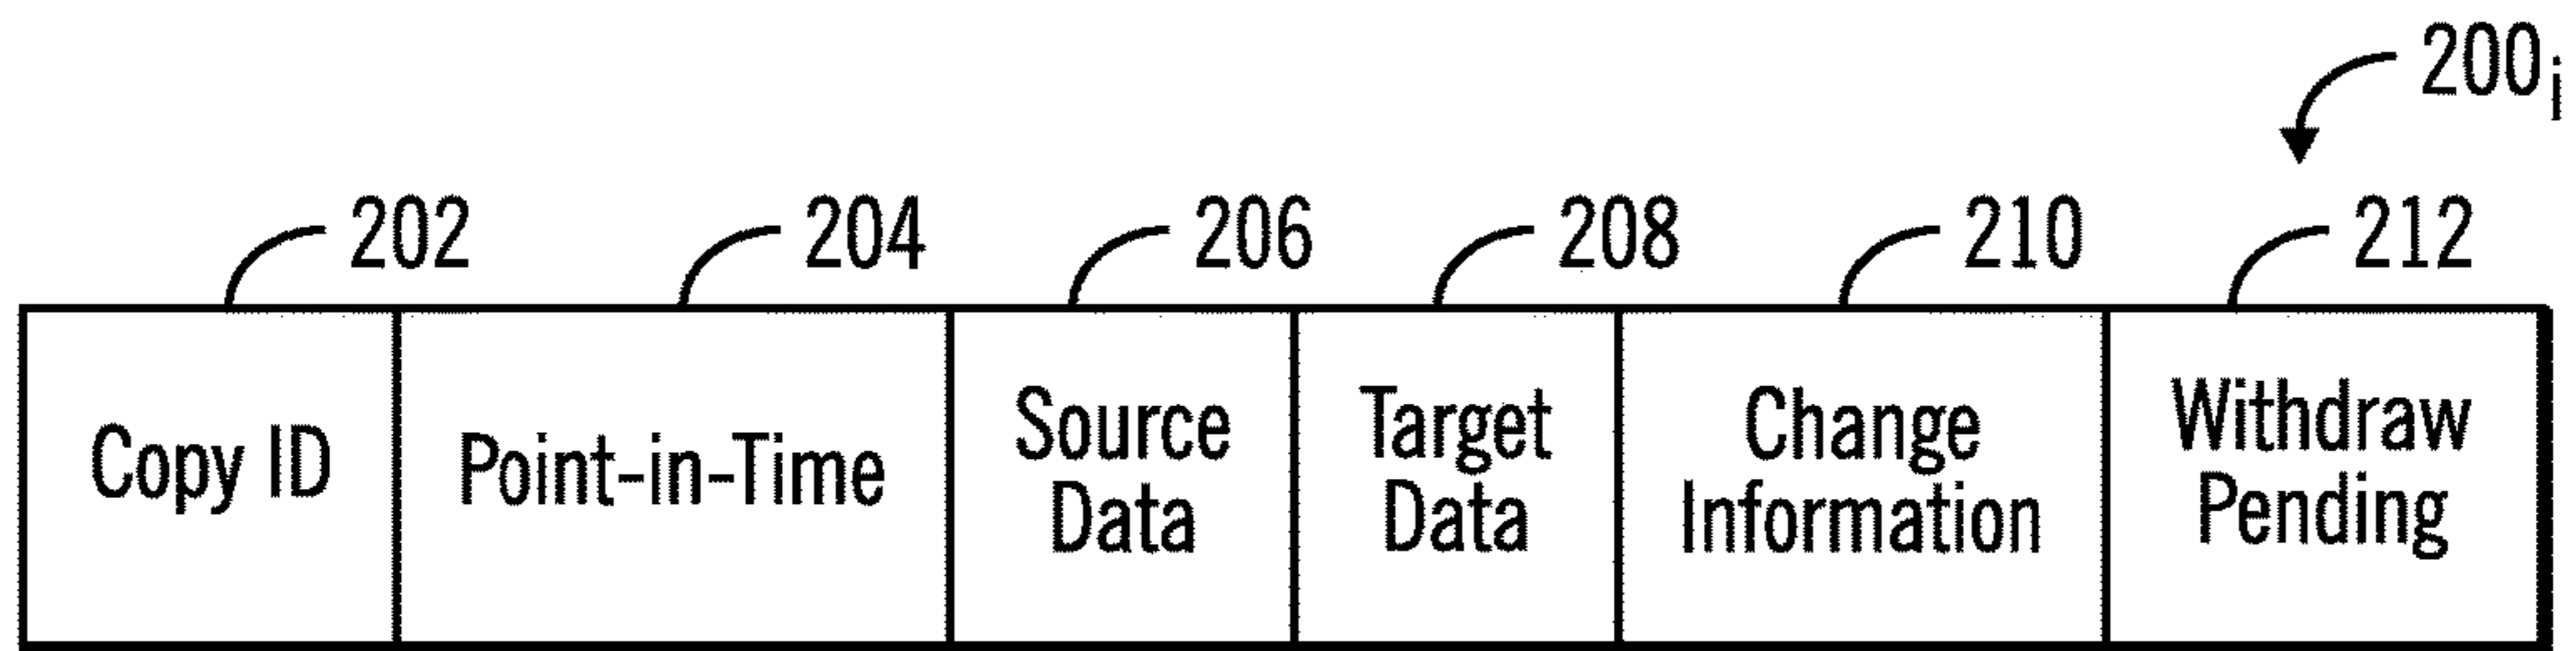 200i
202
204
206
208
210
212
Copy ID
Point-in-Time
Source
Data
Target
Data
Change
Information
Withdraw
Pending